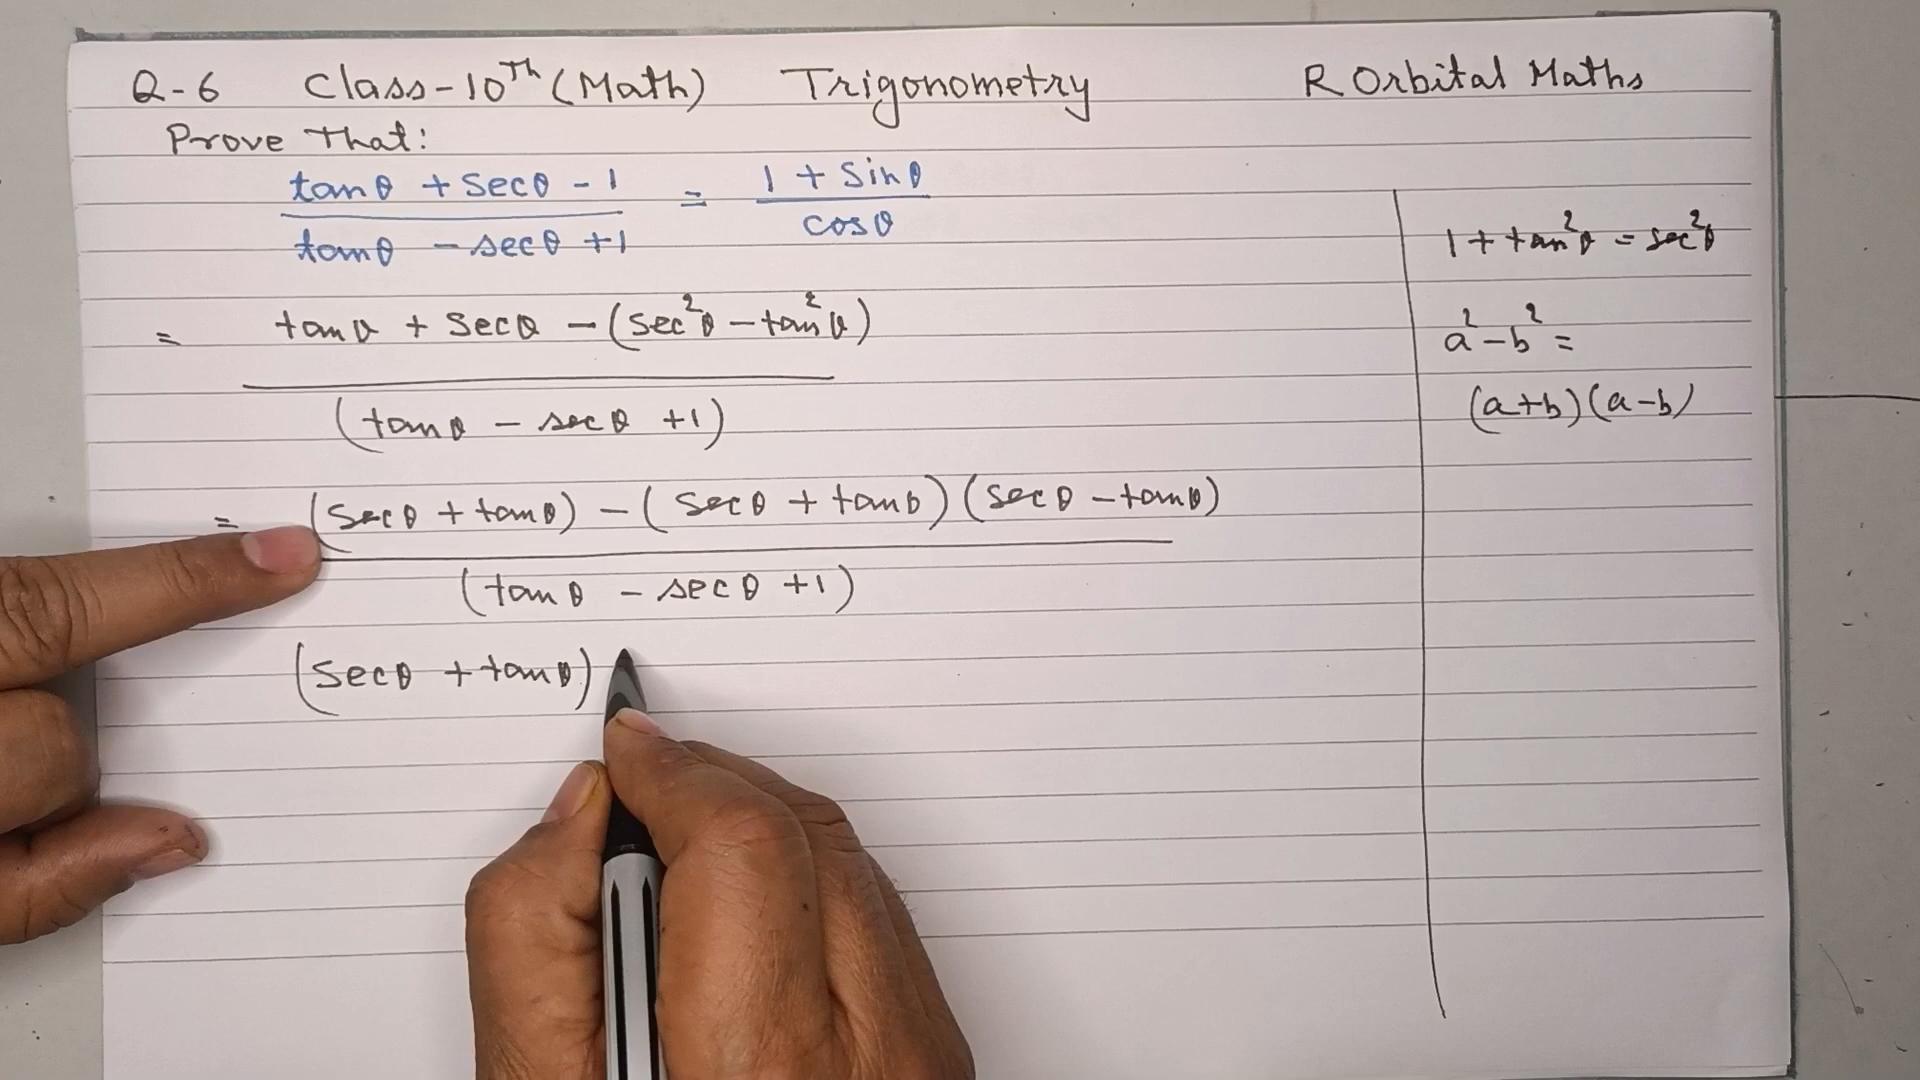 Q-6 Class-10Th (Math) Trigonometry R Orbital Maths
Prove That:
tanθ + secθ - 1 = 1 + sinθ
tanθ - secθ + 1 cosθ
= tanθ + secθ - (sec²θ - tan²θ)
(tanθ - secθ + 1)
= (secθ + tanθ) - (secθ + tanθ)(secθ - tanθ)
(tanθ - secθ + 1)
(secθ + tanθ)
1 + tan²θ = sec²θ
a² - b² =
(a+b)(a-b)